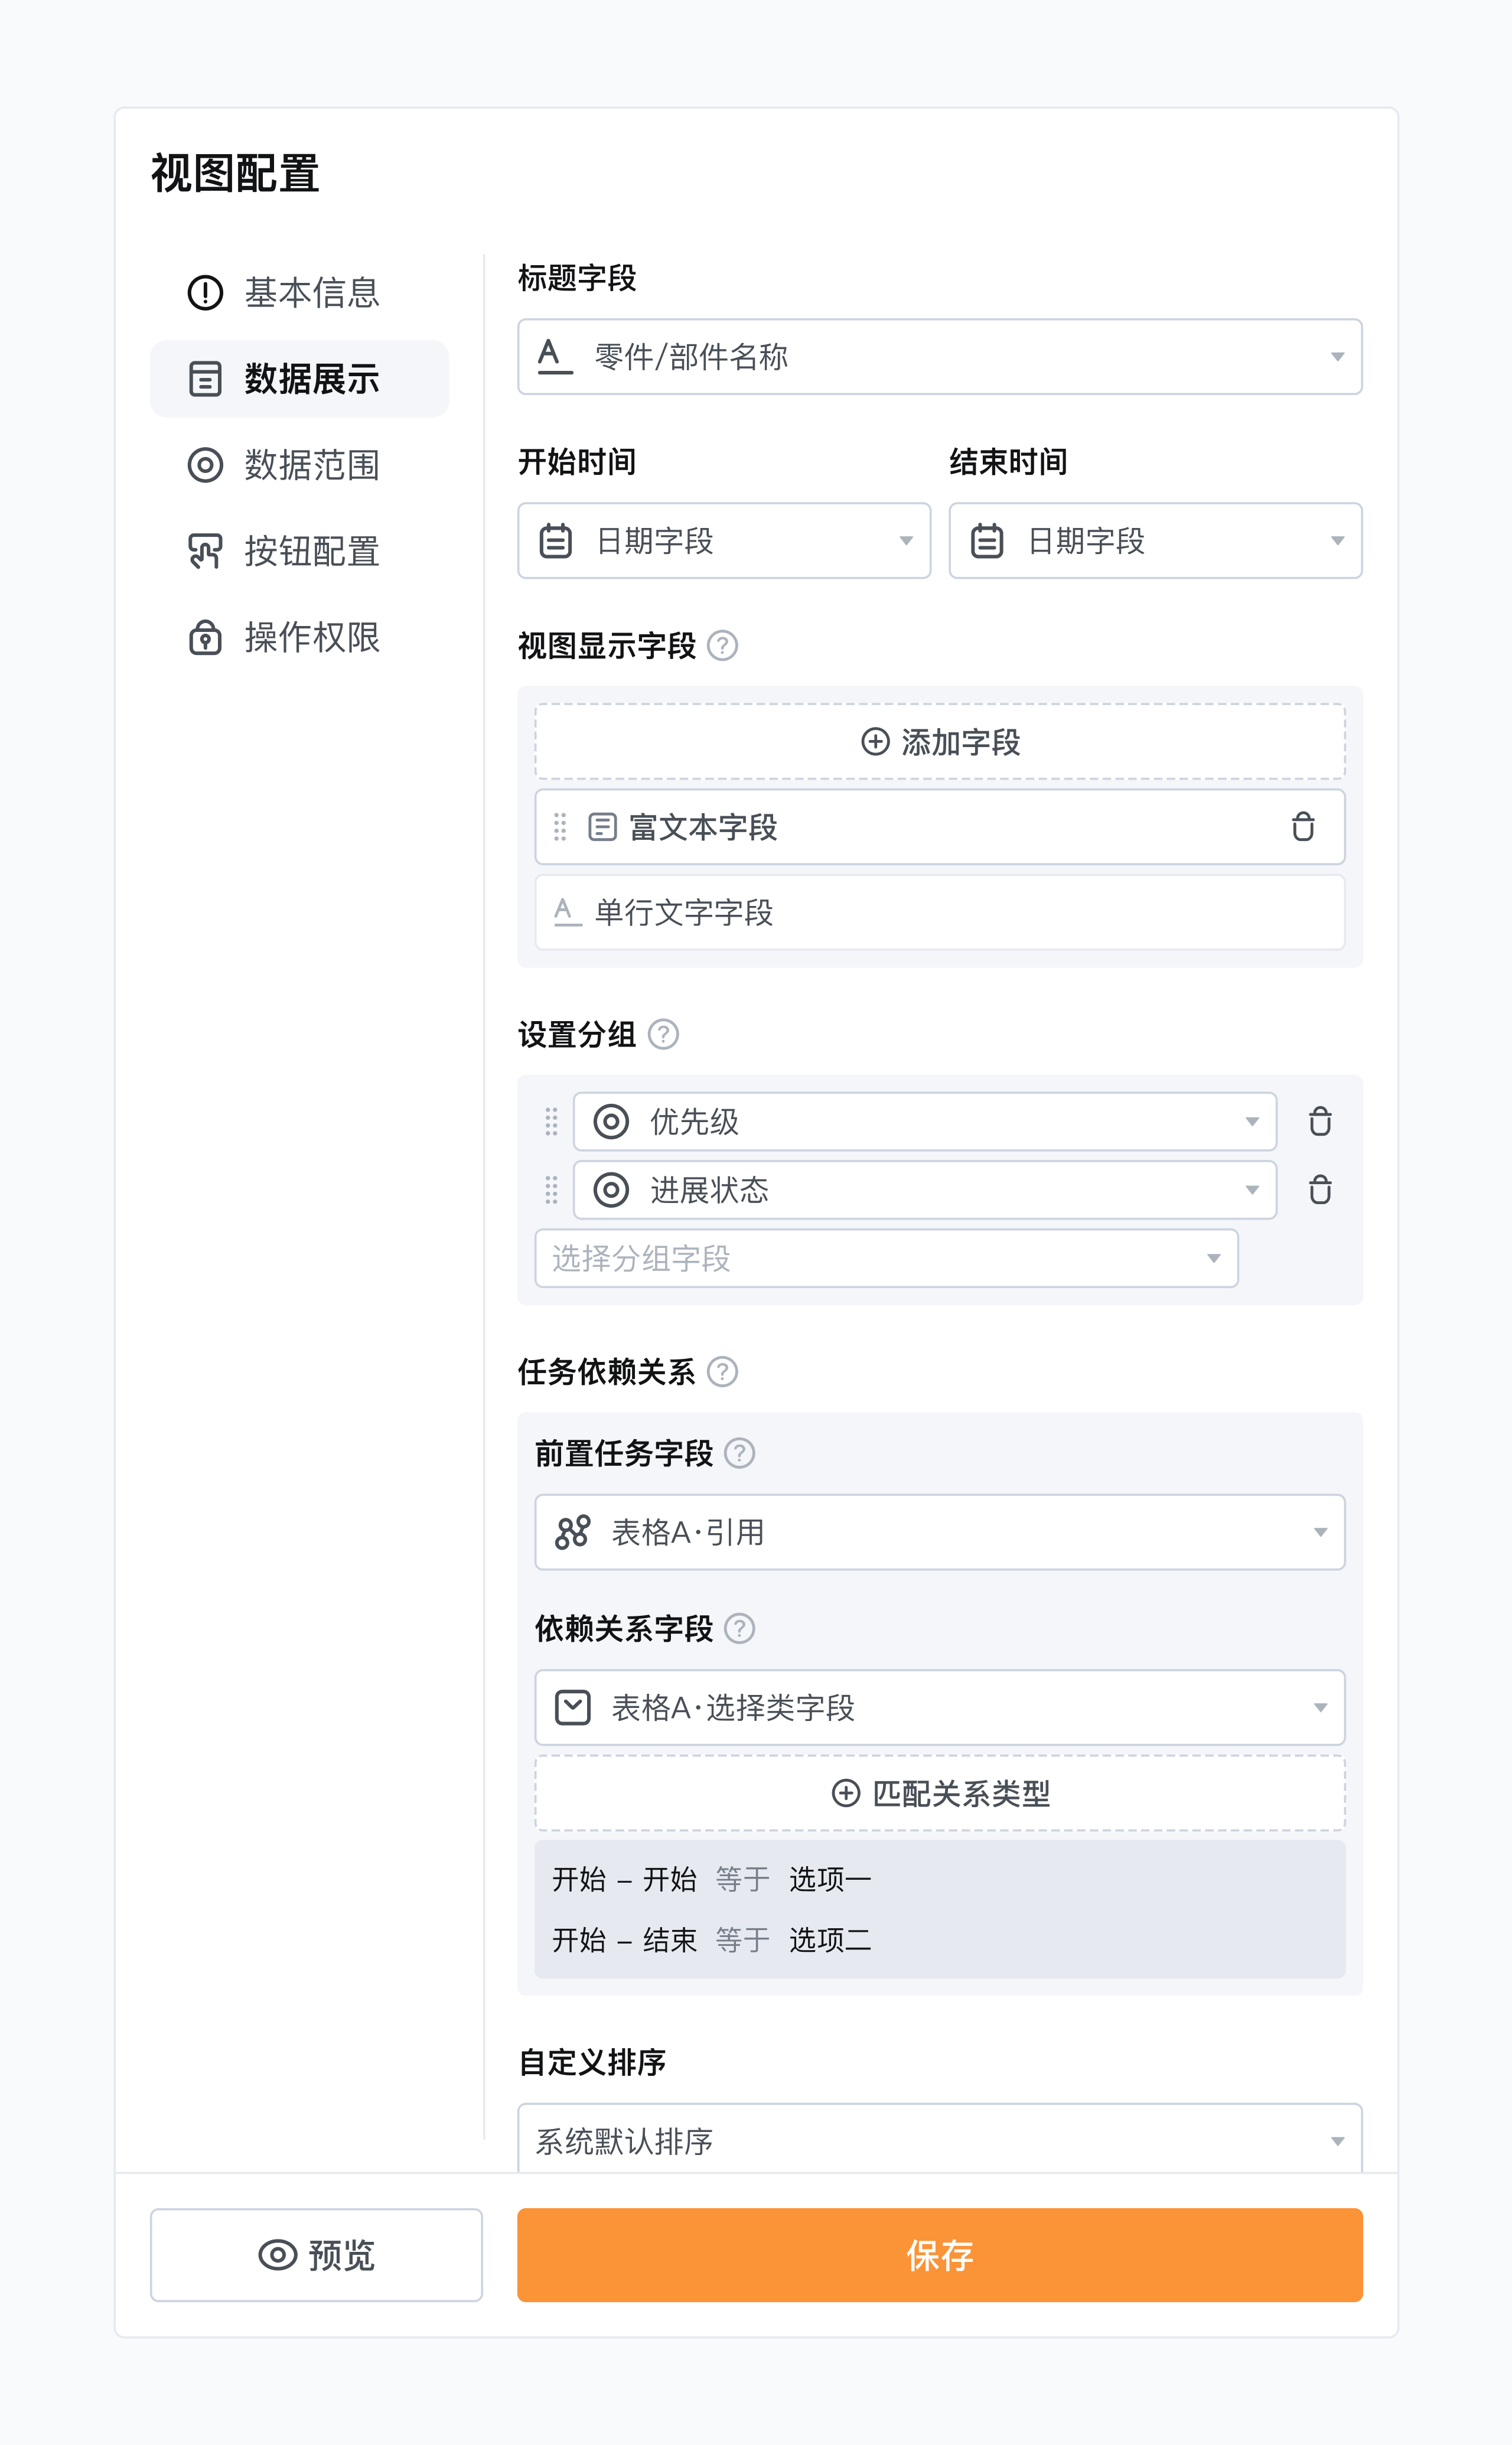 视图配置
基本信息
数据展示
数据范围
按钮配置
操作权限
标题字段
零件/部件名称
开始时间
结束时间
日期字段
日期字段
视图显示字段 ?
添加字段
富文本字段
单行文字字段
设置分组 ?
优先级
进展状态
选择分组字段
任务依赖关系 ?
前置任务字段 ?
表格A·引用
依赖关系字段 ?
表格A·选择类字段
匹配关系类型
开始 – 开始 等于 选项一
开始 – 结束 等于 选项二
自定义排序
系统默认排序
预览
保存